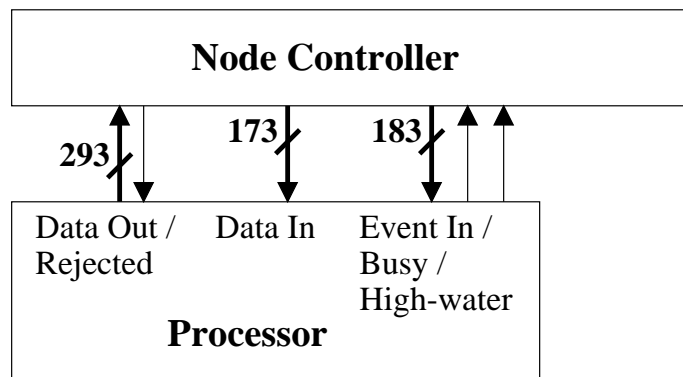 Node Controller
293
173
183
Data Out /
Rejected
Data In
Event In /
Busy /
High-water
Processor